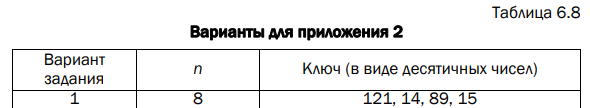 Таблица 6.8
Варианты для приложения 2
Вариант задания n Ключ (в виде десятичных чисел)
1 8 121, 14, 89, 15